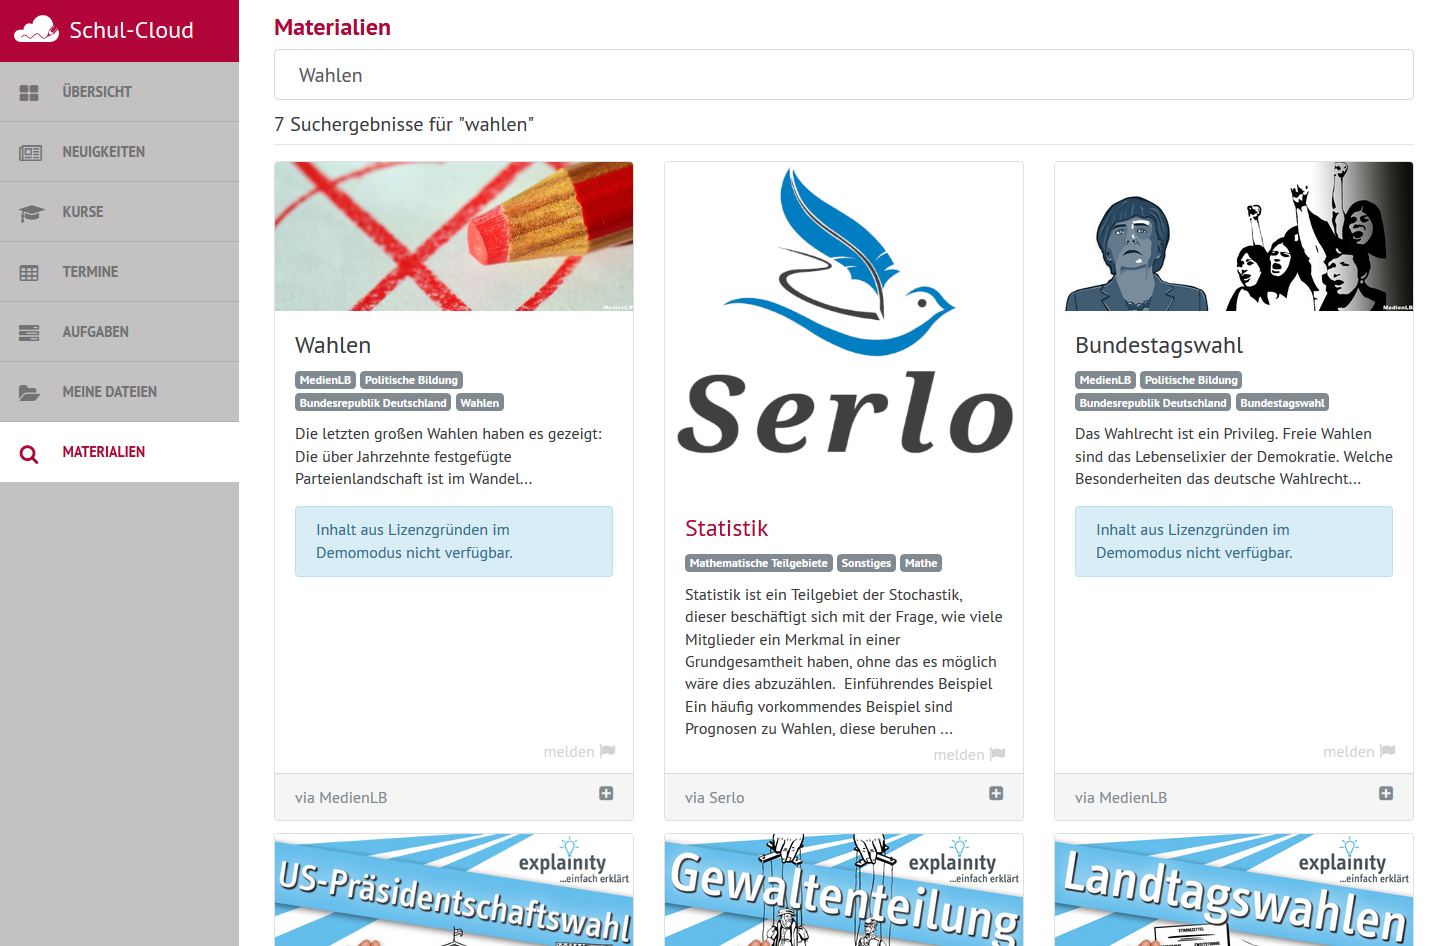 Schul-Cloud
ÜBERSICHT
NEUIGKEITEN
KURSE
TERMINE
AUFGABEN
MEINE DATEIEN
MATERIALIEN
Materialien
Wahlen
7 Suchergebnisse für "wahlen"
MedienLB
Wahlen
MedienLB Politische Bildung
Bundesrepublik Deutschland Wahlen
Die letzten großen Wahlen haben es gezeigt:
Die über Jahrzehnte festgefügte
Parteienlandschaft ist im Wandel...
Inhalt aus Lizenzgründen im
Demomodus nicht verfügbar.
melden
via MedienLB
Serlo
Statistik
Mathematische Teilgebiete Sonstiges Mathe
Statistik ist ein Teilgebiet der Stochastik,
dieser beschäftigt sich mit der Frage, wie viele
Mitglieder ein Merkmal in einer
Grundgesamtheit haben, ohne das es möglich
wäre dies abzuzählen. Einführendes Beispiel
Ein häufig vorkommendes Beispiel sind
Prognosen zu Wahlen, diese beruhen ...
melden
via Serlo
MedienLB
Bundestagswahl
MedienLB Politische Bildung
Bundesrepublik Deutschland Bundestagswahl
Das Wahlrecht ist ein Privileg. Freie Wahlen
sind das Lebenselixier der Demokratie. Welche
Besonderheiten das deutsche Wahlrecht...
Inhalt aus Lizenzgründen im
Demomodus nicht verfügbar.
melden
via MedienLB
explainity
...einfach erklärt
US-Präsidentschaftswahl
explainity
...einfach erklärt
Gewaltenteilung
explainity
...einfach erklärt
Landtagswahlen
STIMMZETTEL